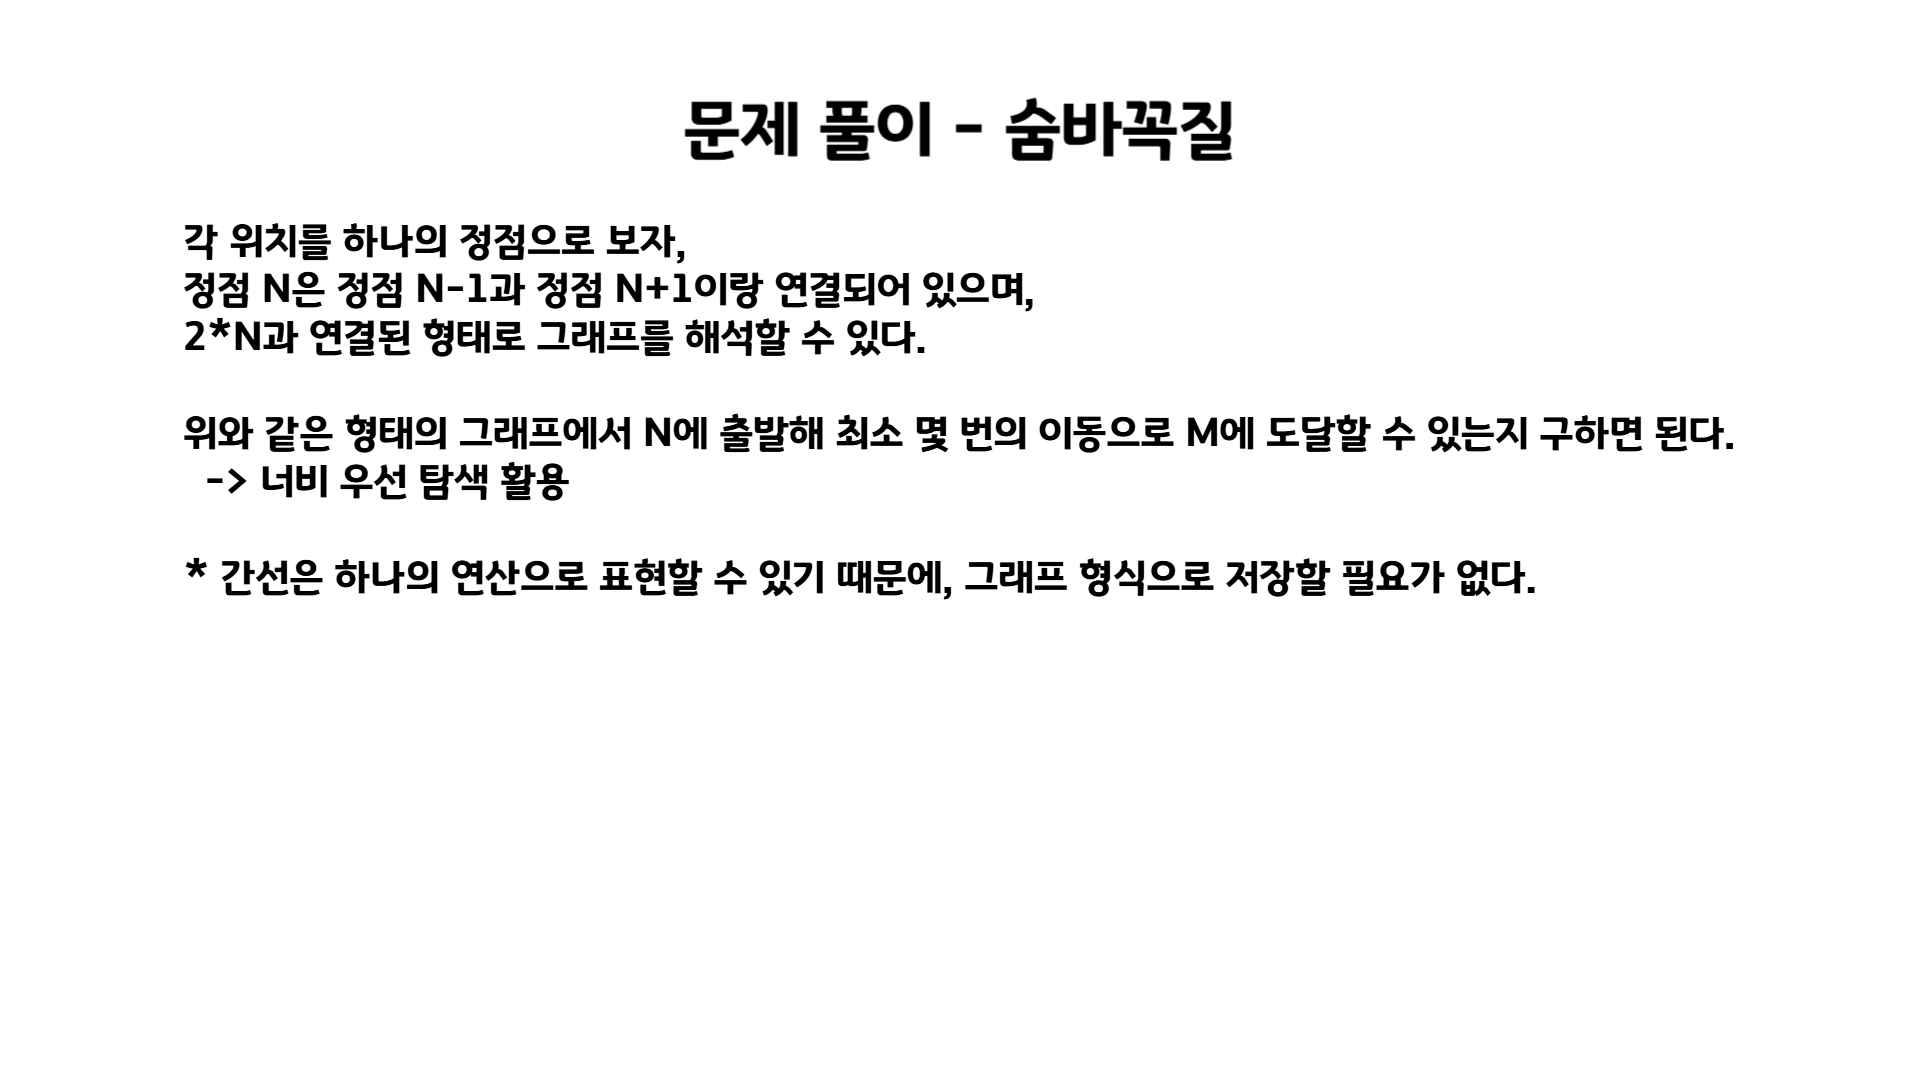 문제 풀이 - 숨바꼭질
각 위치를 하나의 정점으로 보자,
정점 N은 정점 N-1과 정점 N+1이랑 연결되어 있으며,
2*N과 연결된 형태로 그래프를 해석할 수 있다.
위와 같은 형태의 그래프에서 N에 출발해 최소 몇 번의 이동으로 M에 도달할 수 있는지 구하면 된다.
-> 너비 우선 탐색 활용
* 간선은 하나의 연산으로 표현할 수 있기 때문에, 그래프 형식으로 저장할 필요가 없다.